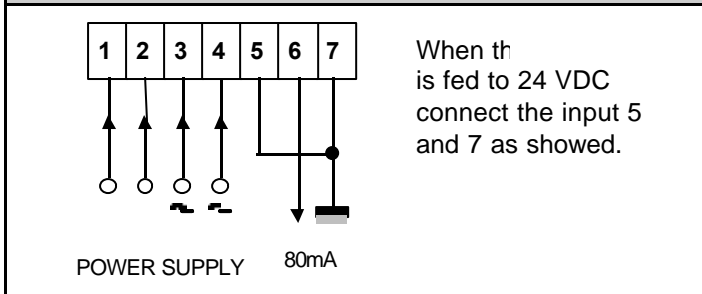 1 2 3 4 5 6 7
When th
is fed to 24 VDC
connect the input 5
and 7 as showed.
POWER SUPPLY 80mA